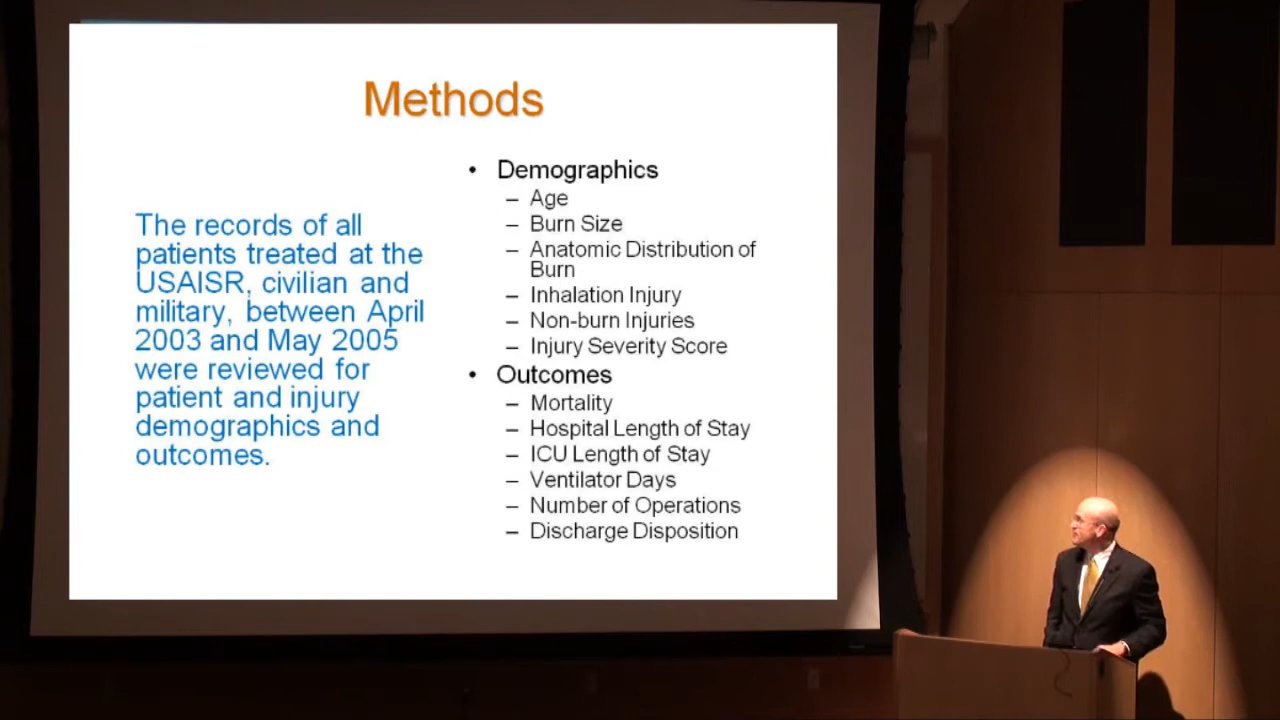 Methods
The records of all
patients treated at the
USAISR, civilian and
military, between April
2003 and May 2005
were reviewed for
patient and injury
demographics and
outcomes.
• Demographics
– Age
– Burn Size
– Anatomic Distribution of
Burn
– Inhalation Injury
– Non-burn Injuries
– Injury Severity Score
• Outcomes
– Mortality
– Hospital Length of Stay
– ICU Length of Stay
– Ventilator Days
– Number of Operations
– Discharge Disposition